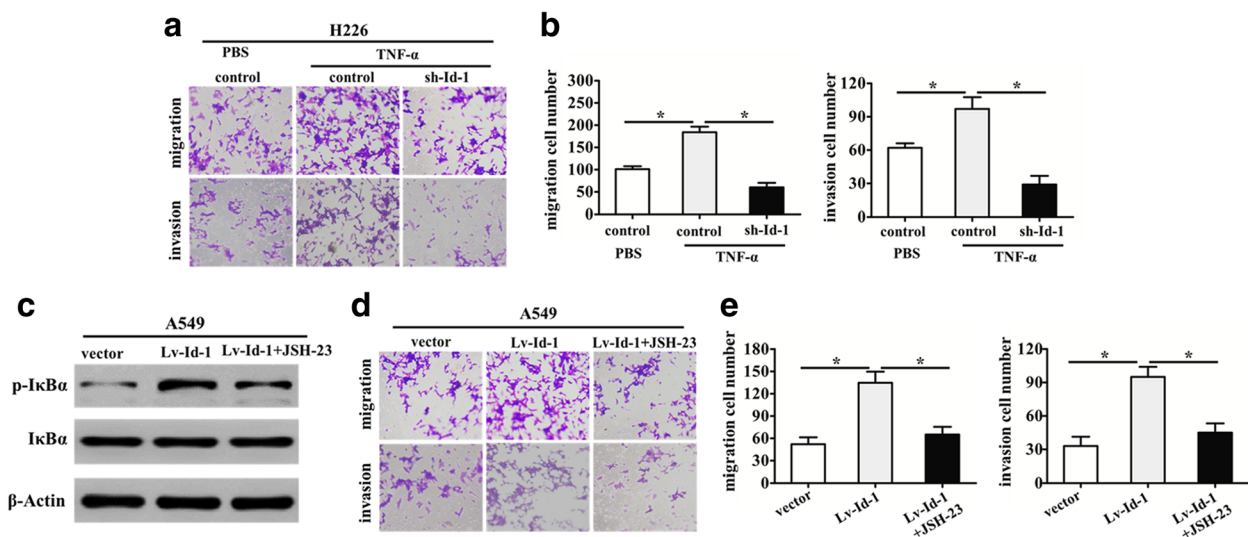 a
H226
PBS
TNF-α
control
control
sh-Id-1
migration
invasion
b
migration cell number
300
250
200
150
100
50
0
*
*
control
control
sh-Id-1
PBS
TNF-α
invasion cell number
120
90
60
30
0
*
*
control
control
sh-Id-1
PBS
TNF-α
c
A549
vector
Lv-Id-1
Lv-Id-1+JSH-23
p-IκBα
IκBα
β-Actin
d
A549
vector
Lv-Id-1
Lv-Id-1+JSH-23
migration
invasion
e
migration cell number
180
150
120
90
60
30
0
*
*
vector
Lv-Id-1
Lv-Id-1
+JSH-23
invasion cell number
120
90
60
30
0
*
*
vector
Lv-Id-1
Lv-Id-1
+JSH-23